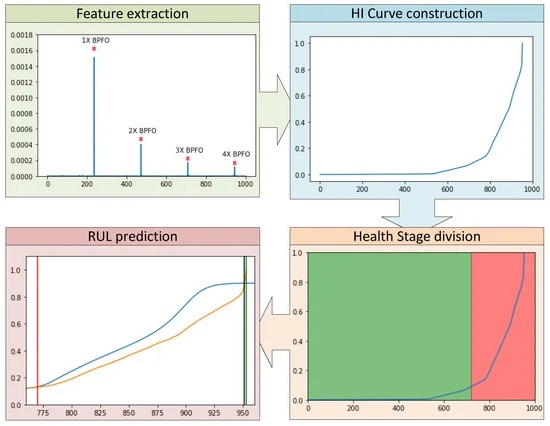 Feature extraction
0.0018
0.0016
0.0014
0.0012
0.0010
0.0008
0.0006
0.0004
0.0002
0.0000
1X BPFO
2X BPFO
3X BPFO
4X BPFO
0 200 400 600 800 1000
HI Curve construction
1.0
0.8
0.6
0.4
0.2
0.0
0 200 400 600 800 1000
RUL prediction
1.0
0.8
0.6
0.4
0.2
0.0
775 800 825 850 875 900 925 950
Health Stage division
1.0
0.8
0.6
0.4
0.2
0.0
0 200 400 600 800 1000